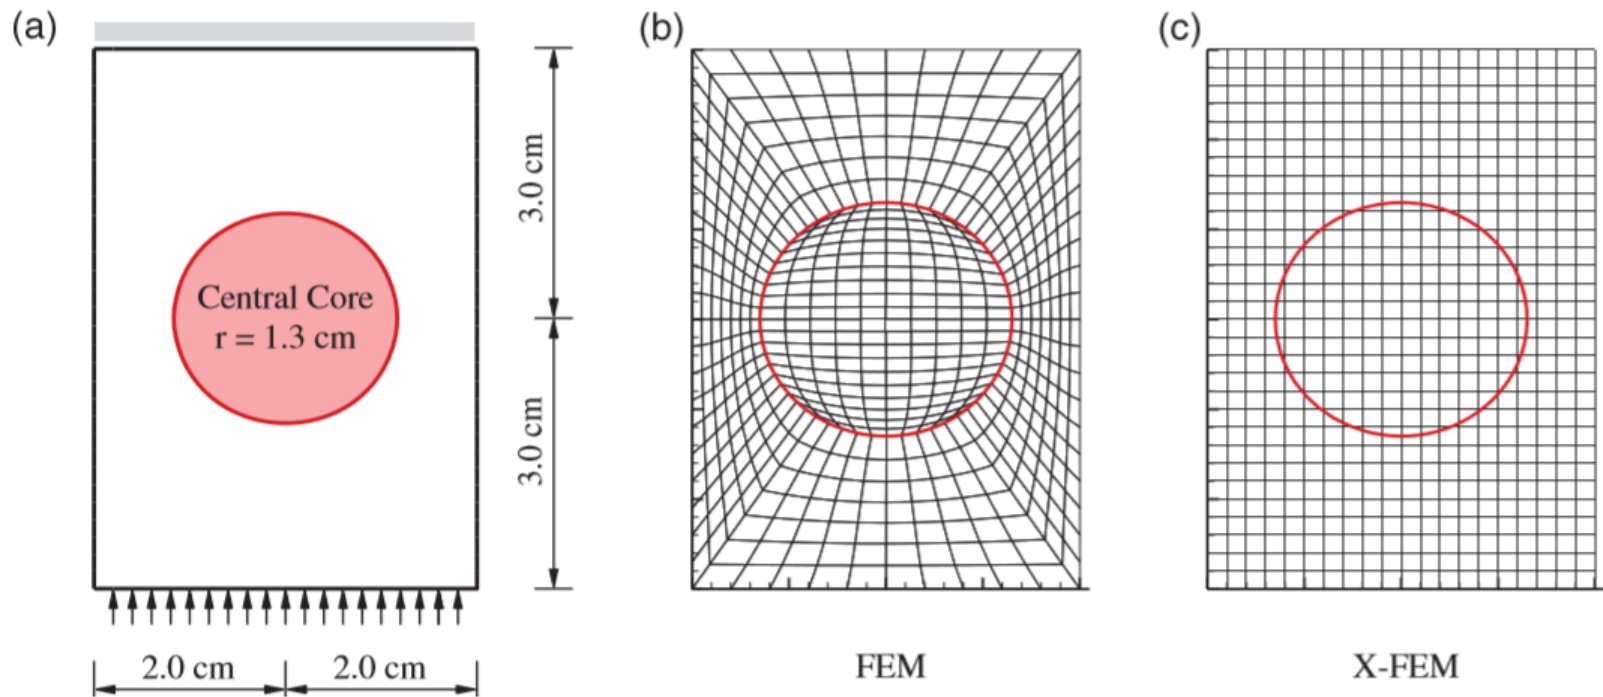 (a)
(b)
(c)
Central Core
r = 1.3 cm
3.0 cm
3.0 cm
2.0 cm
2.0 cm
FEM
X-FEM